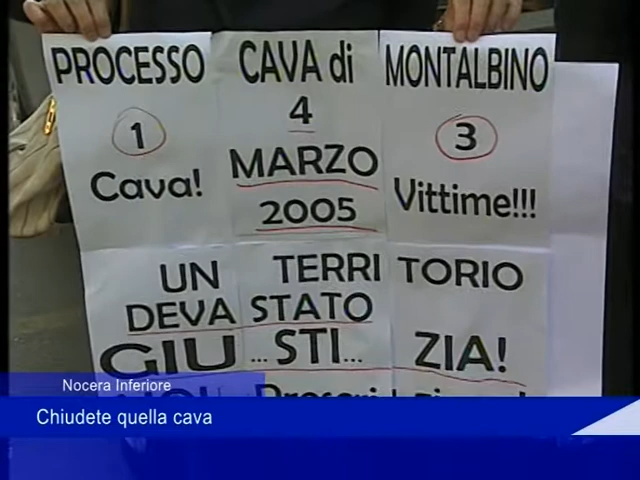 PROCESSO CAVA di MONTALBINO
1 4 3
Cava! MARZO Vittime!!!
2005
UN TERRI TORIO
DEVA STATO
GIU ... STI... ZIA!
Nocera Inferiore
Chiudete quella cava